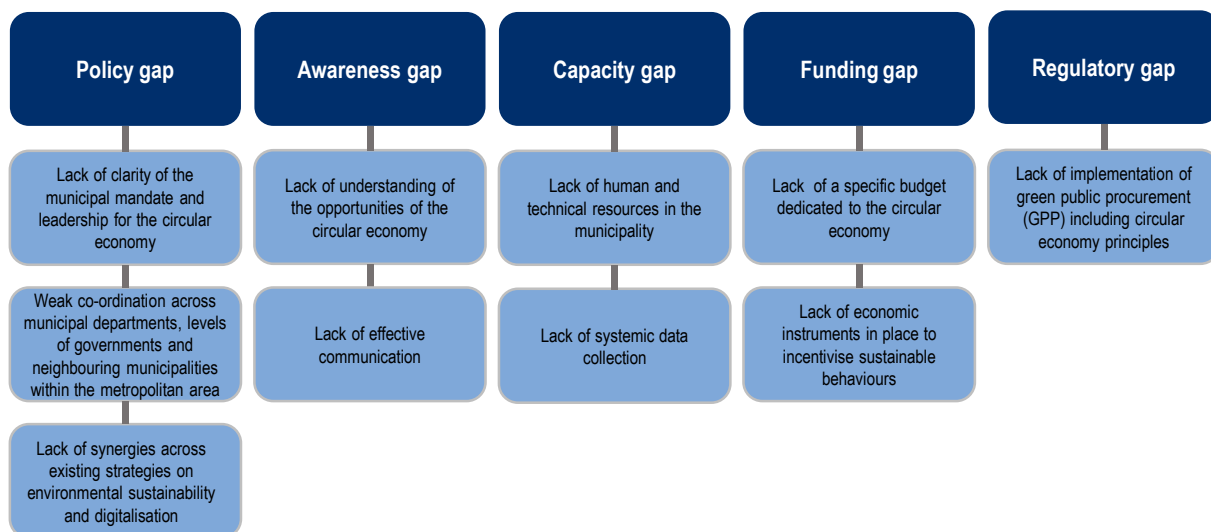 Policy gap
Lack of clarity of the
municipal mandate and
leadership for the circular
economy
Weak co-ordination across
municipal departments, levels
of governments and
neighbouring municipalities
within the metropolitan area
Lack of synergies across
existing strategies on
environmental sustainability
and digitalisation
Awareness gap
Lack of understanding of
the opportunities of the
circular economy
Lack of effective
communication
Capacity gap
Lack of human and
technical resources in the
municipality
Lack of systemic data
collection
Funding gap
Lack of a specific budget
dedicated to the circular
economy
Lack of economic
instruments in place to
incentivise sustainable
behaviours
Regulatory gap
Lack of implementation of
green public procurement
(GPP) including circular
economy principles